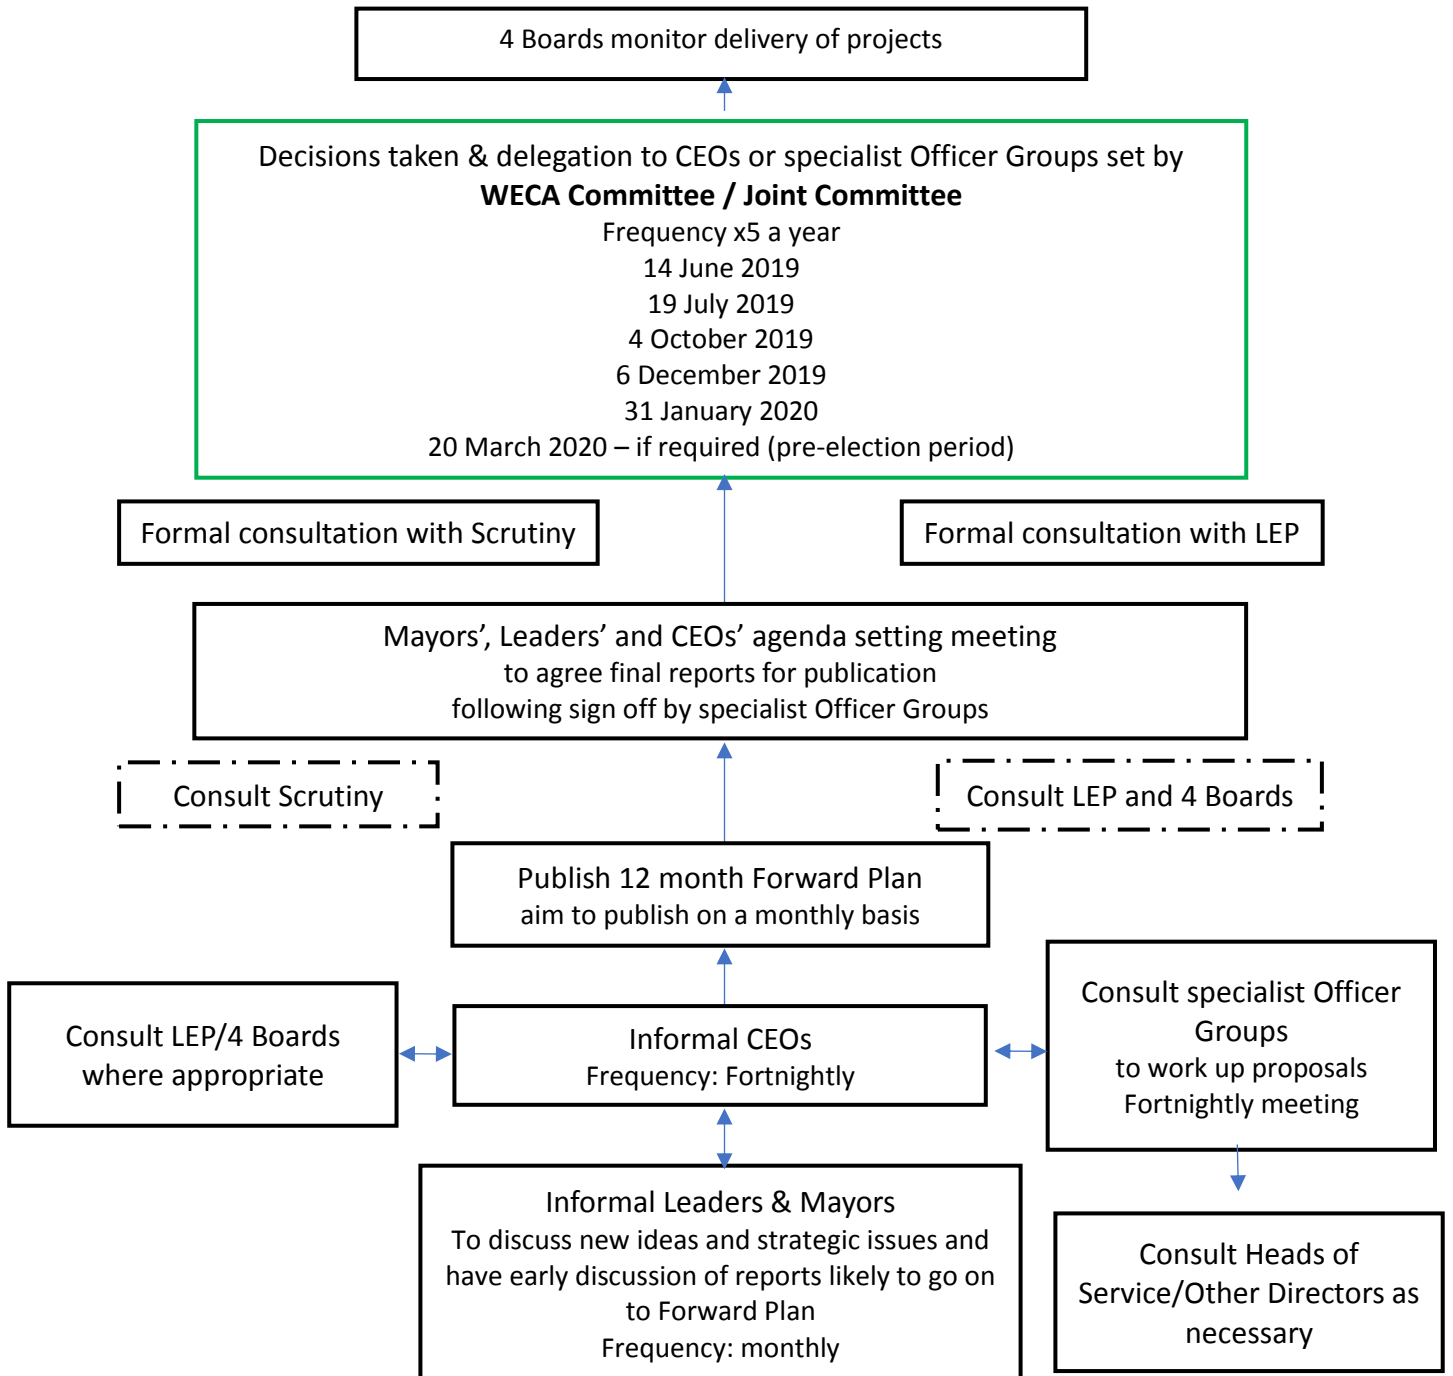 4 Boards monitor delivery of projects
Decisions taken & delegation to CEOs or specialist Officer Groups set by
WECA Committee / Joint Committee
Frequency x5 a year
14 June 2019
19 July 2019
4 October 2019
6 December 2019
31 January 2020
20 March 2020 – if required (pre-election period)
Formal consultation with Scrutiny
Formal consultation with LEP
Mayors’, Leaders’ and CEOs’ agenda setting meeting
to agree final reports for publication
following sign off by specialist Officer Groups
Consult Scrutiny
Consult LEP and 4 Boards
Publish 12 month Forward Plan
aim to publish on a monthly basis
Consult LEP/4 Boards
where appropriate
Informal CEOs
Frequency: Fortnightly
Consult specialist Officer
Groups
to work up proposals
Fortnightly meeting
Informal Leaders & Mayors
To discuss new ideas and strategic issues and
have early discussion of reports likely to go on
to Forward Plan
Frequency: monthly
Consult Heads of
Service/Other Directors as
necessary